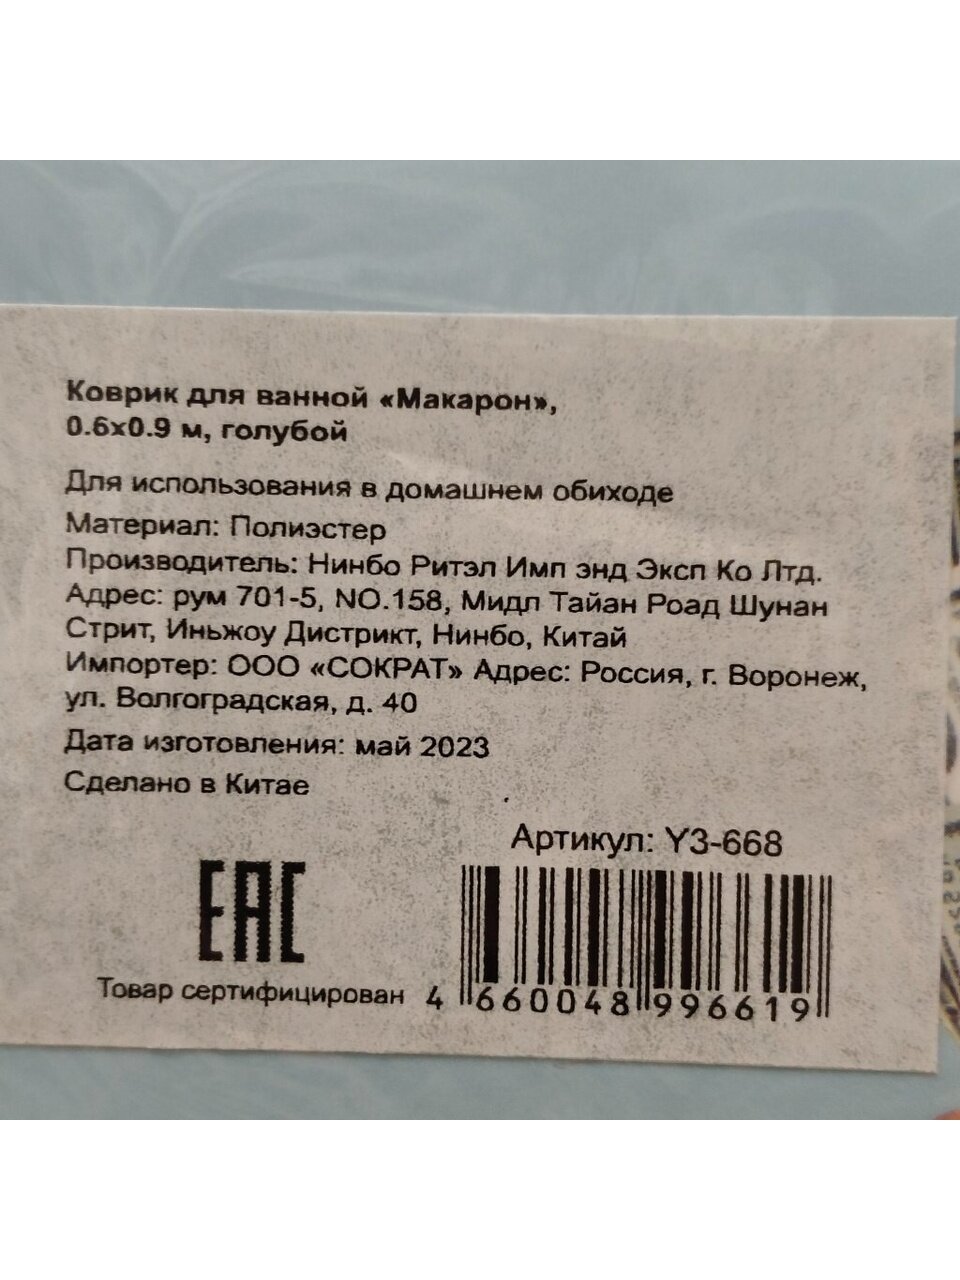 Коврик для ванной «Макарон»,
0.6x0.9 м, голубой
Для использования в домашнем обиходе
Материал: Полиэстер
Производитель: Нинбо Ритэл Имп энд Эксп Ко Лтд.
Адрес: рум 701-5, NO.158, Мидл Тайан Роад Шунан
Стрит, Иньжоу Дистрикт, Нинбо, Китай
Импортер: ООО «СОКРАТ» Адрес: Россия, г. Воронеж,
ул. Волгоградская, д. 40
Дата изготовления: май 2023
Сделано в Китае
Артикул: Y3-668
EAC
Товар сертифицирован
4 660048 996619